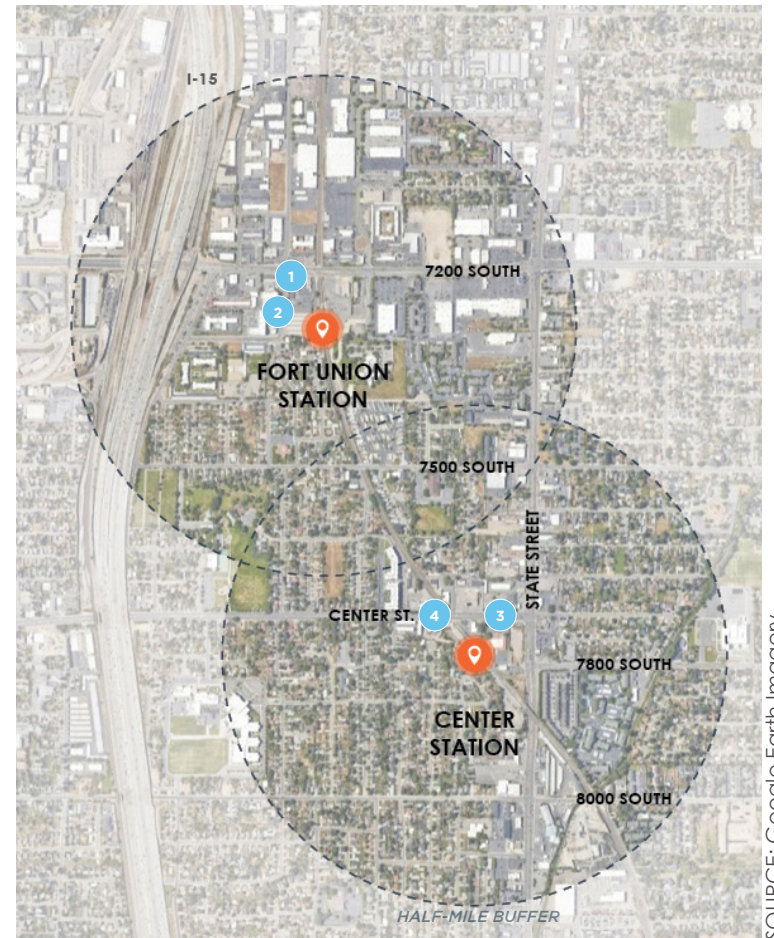 I-15
7200 SOUTH
1
2
FORT UNION
STATION
7500 SOUTH
STATE STREET
CENTER ST.
4
3
7800 SOUTH
CENTER
STATION
8000 SOUTH
HALF-MILE BUFFER
SOURCE: Google Earth Imagery